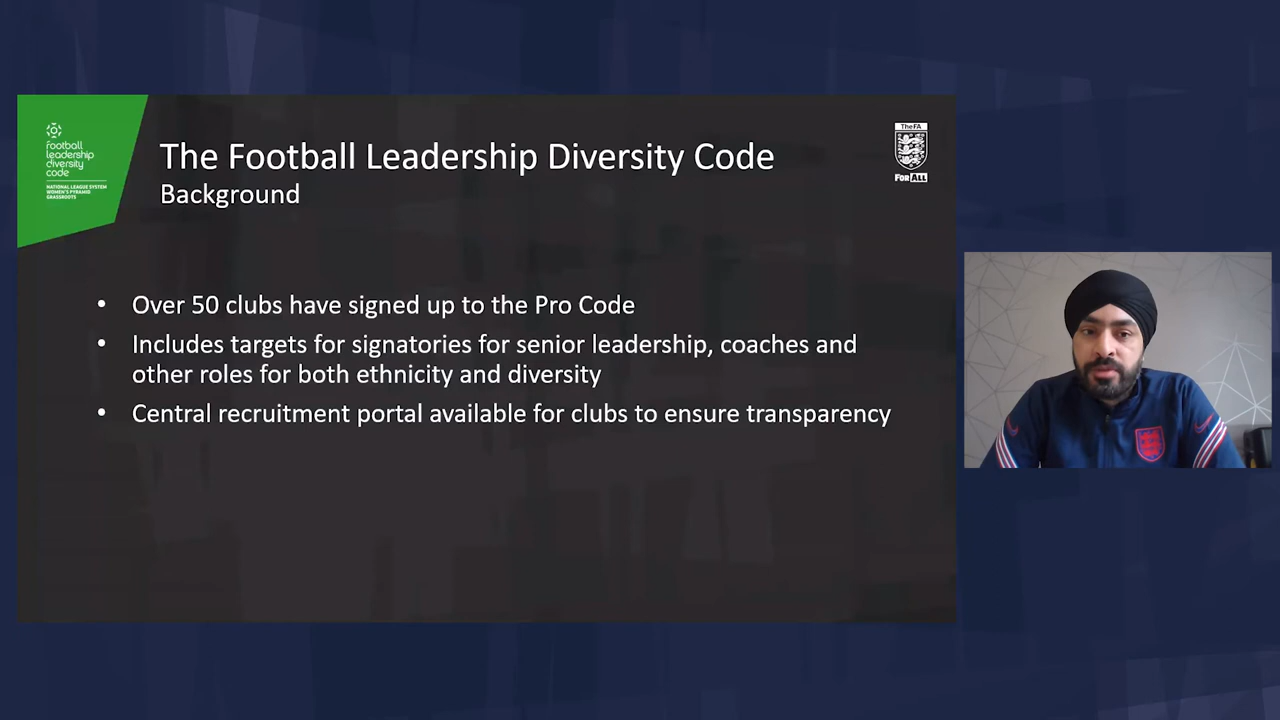 football
leadership
diversity
code
NATIONAL LEAGUE SYSTEM
WOMEN'S PYRAMID
GRASSROOTS
The Football Leadership Diversity Code
Background
TheFA
FOR ALL
• Over 50 clubs have signed up to the Pro Code
• Includes targets for signatories for senior leadership, coaches and
other roles for both ethnicity and diversity
• Central recruitment portal available for clubs to ensure transparency